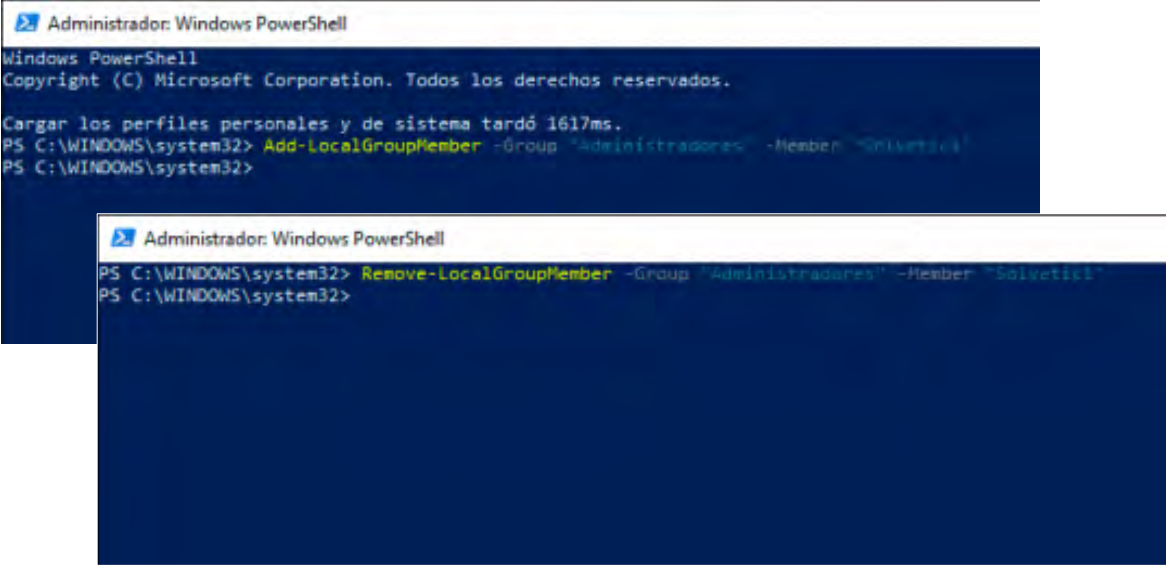 Administrador: Windows PowerShell
Windows PowerShell
Copyright (C) Microsoft Corporation. Todos los derechos reservados.
Cargar los perfiles personales y de sistema tardó 1617ms.
PS C:\WINDOWS\system32> Add-LocalGroupMember -Group "Administradores" -Member "Solvetic1"
PS C:\WINDOWS\system32>
Administrador: Windows PowerShell
PS C:\WINDOWS\system32> Remove-LocalGroupMember -Group "Administradores" -Member "Solvetic1"
PS C:\WINDOWS\system32>